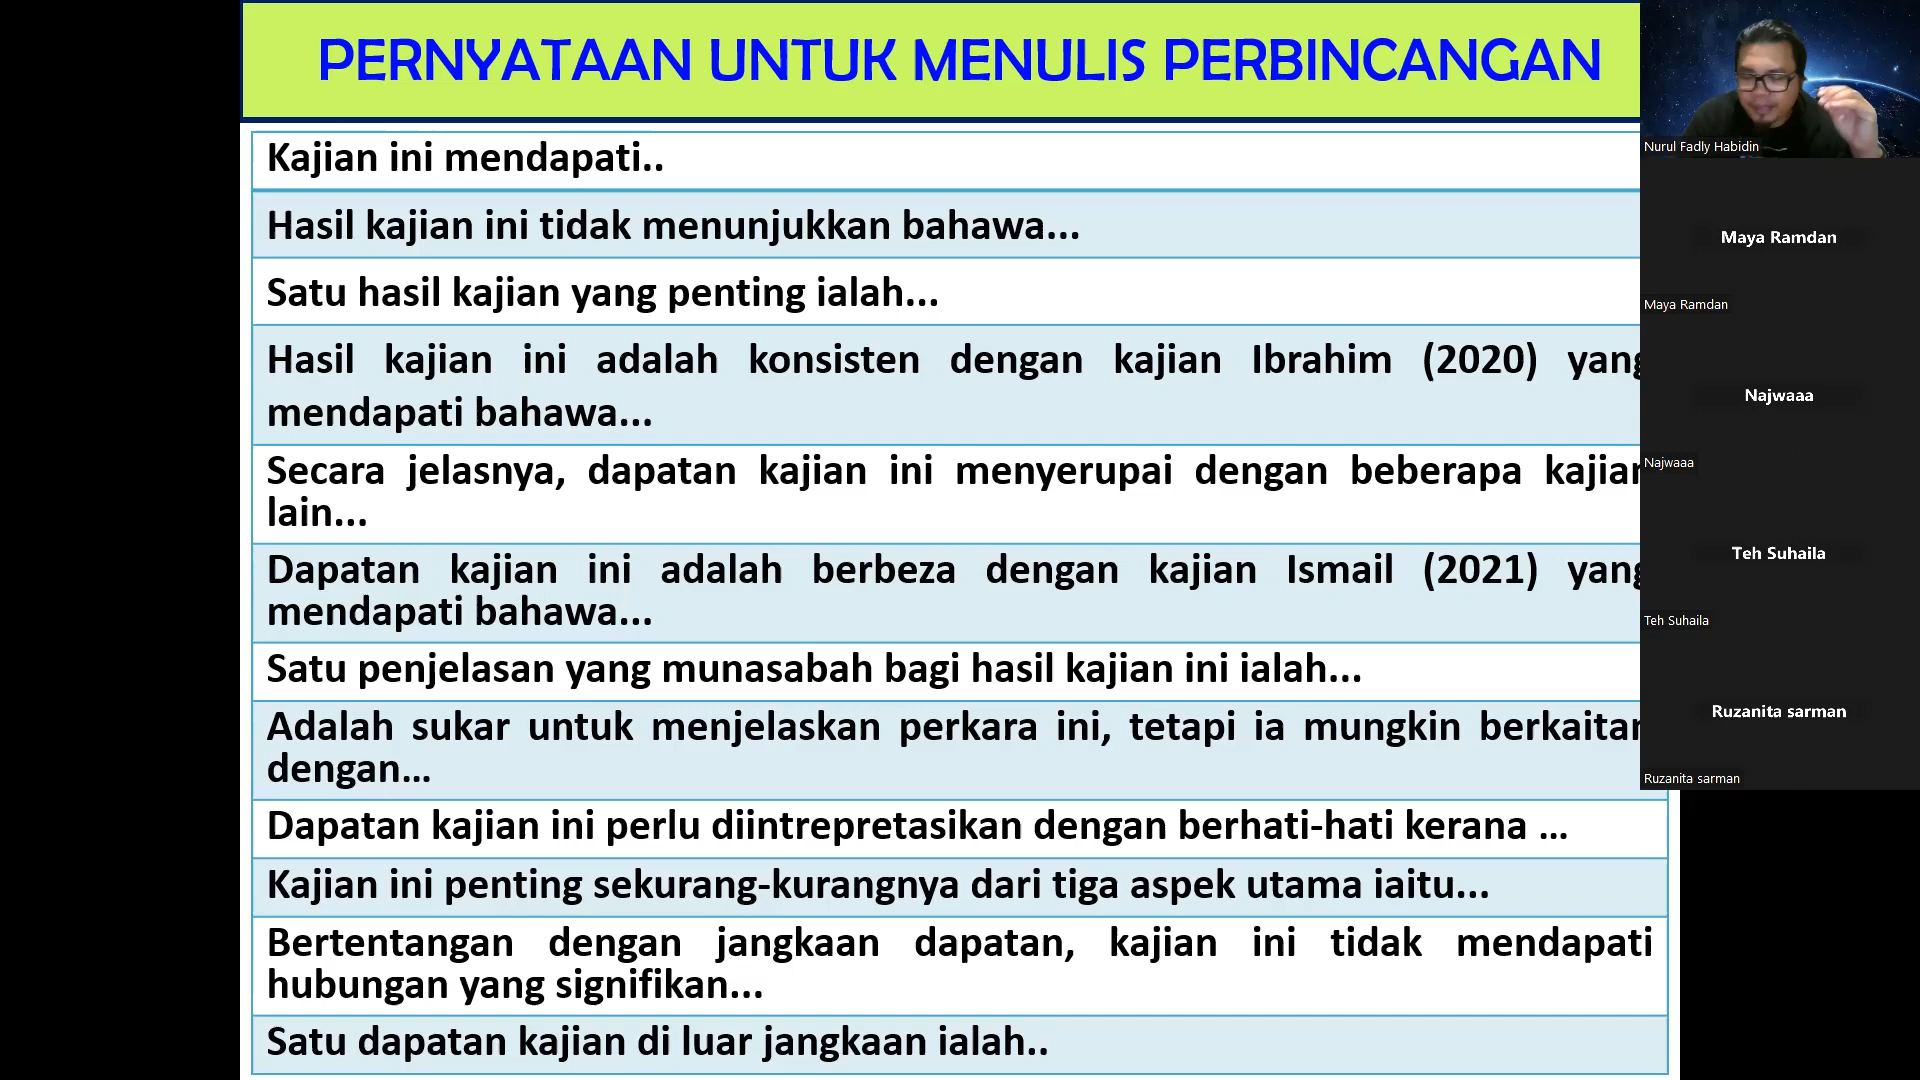 PERNYATAAN UNTUK MENULIS PERBINCANGAN
Kajian ini mendapati..
Hasil kajian ini tidak menunjukkan bahawa...
Satu hasil kajian yang penting ialah...
Hasil kajian ini adalah konsisten dengan kajian Ibrahim (2020) yang
mendapati bahawa...
Secara jelasnya, dapatan kajian ini menyerupai dengan beberapa kajian
lain...
Dapatan kajian ini adalah berbeza dengan kajian Ismail (2021) yang
mendapati bahawa...
Satu penjelasan yang munasabah bagi hasil kajian ini ialah...
Adalah sukar untuk menjelaskan perkara ini, tetapi ia mungkin berkaitan
dengan...
Dapatan kajian ini perlu diintrepretasikan dengan berhati-hati kerana ...
Kajian ini penting sekurang-kurangnya dari tiga aspek utama iaitu...
Bertentangan dengan jangkaan dapatan, kajian ini tidak mendapati
hubungan yang signifikan...
Satu dapatan kajian di luar jangkaan ialah..
Nurul Fadly Habidin
Maya Ramdan
Maya Ramdan
Najwaaa
Najwaaa
Teh Suhaila
Teh Suhaila
Ruzanita sarman
Ruzanita sarman